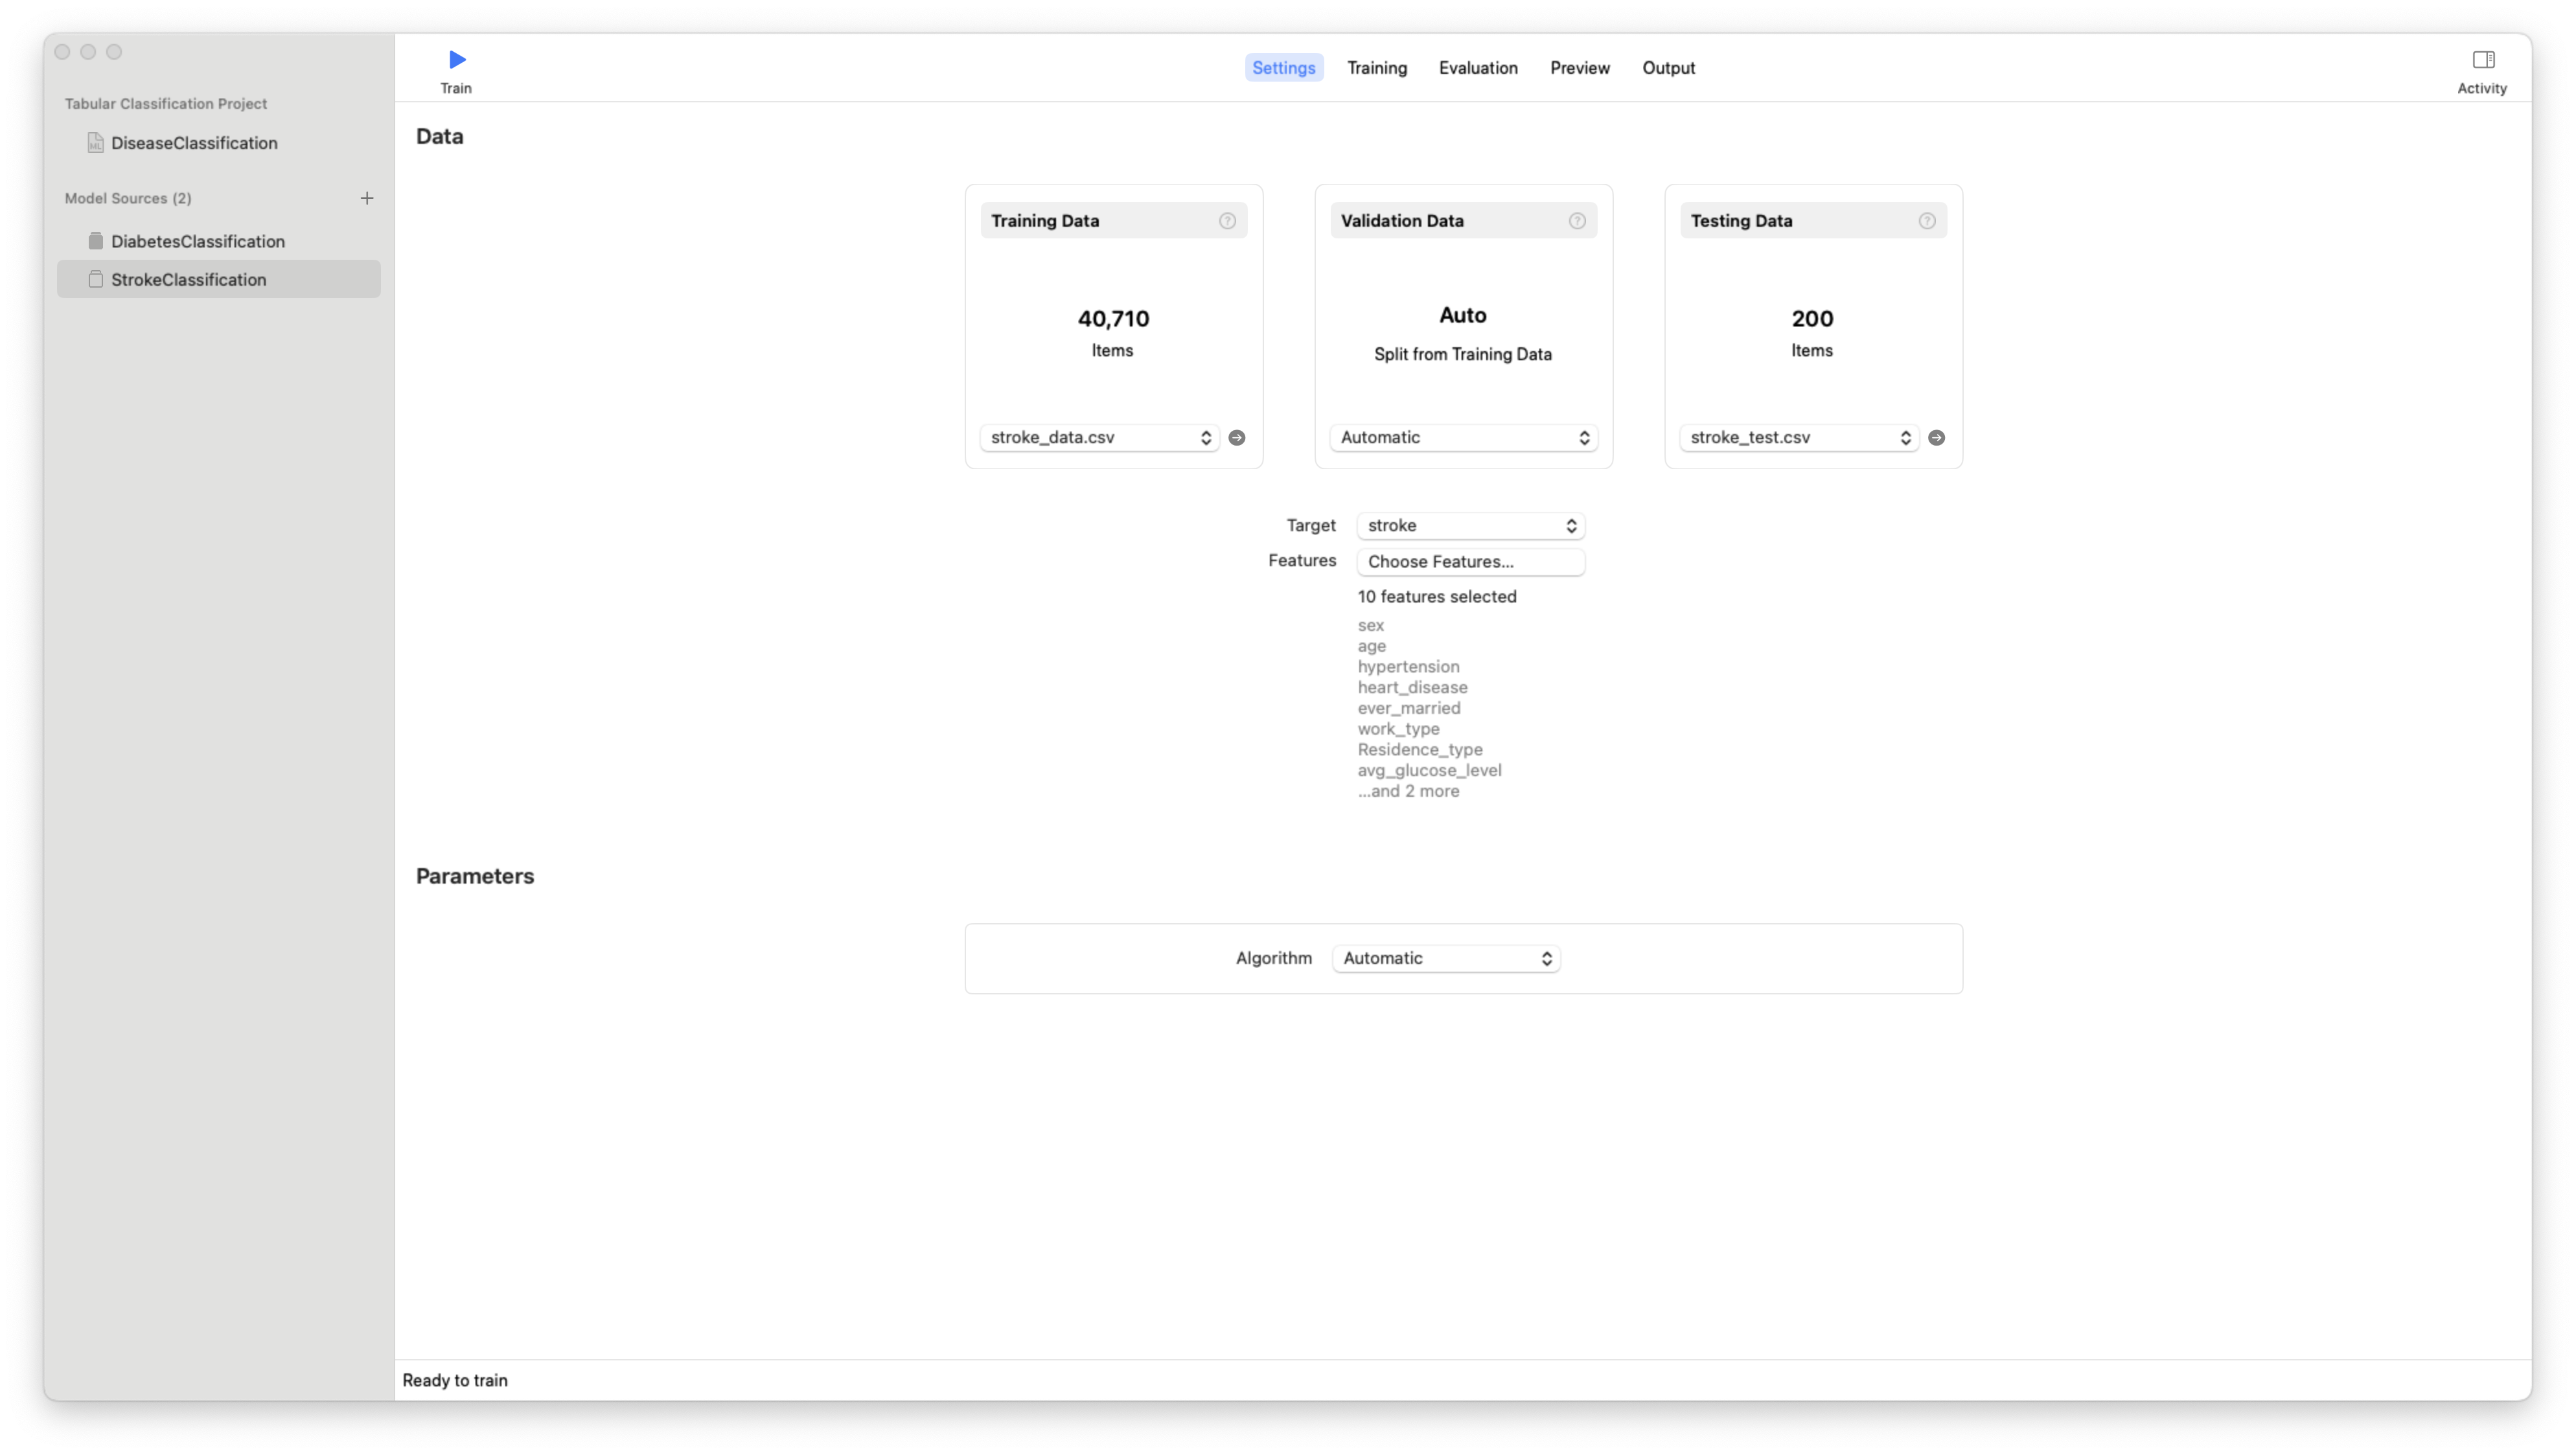 Train
Settings
Training
Evaluation
Preview
Output
Activity
Tabular Classification Project
DiseaseClassification
Model Sources (2)
DiabetesClassification
StrokeClassification
Data
Training Data
40,710
Items
stroke_data.csv
Validation Data
Auto
Split from Training Data
Automatic
Testing Data
200
Items
stroke_test.csv
Target stroke
Features Choose Features...
10 features selected
sex
age
hypertension
heart_disease
ever_married
work_type
Residence_type
avg_glucose_level
...and 2 more
Parameters
Algorithm Automatic
Ready to train